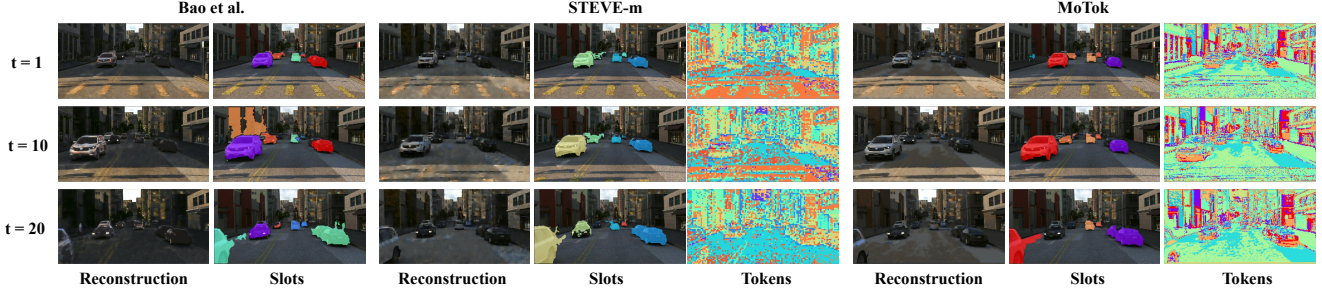 Bao et al. STEVE-m MoTok
t = 1
t = 10
t = 20
Reconstruction Slots Reconstruction Slots Tokens Reconstruction Slots Tokens